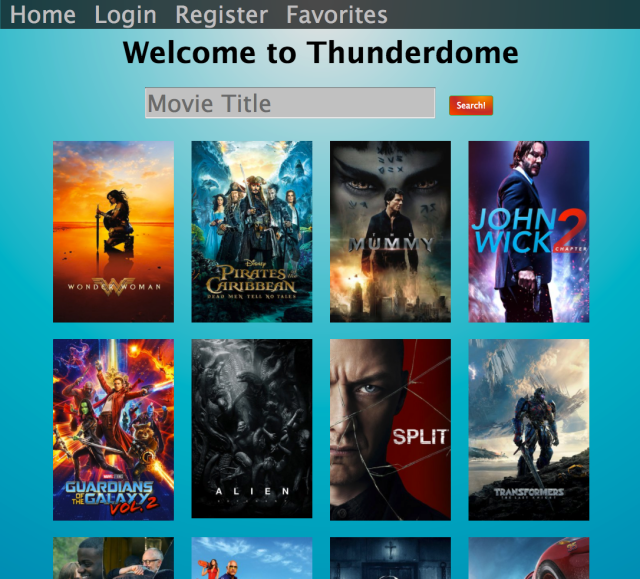 Home Login Register Favorites
Welcome to Thunderdome
Movie Title
Search!
WONDER WOMAN
Disney
PIRATES OF THE
CARIBBEAN
DEAD MEN TELL NO TALES
THE
MUMMY
JOHN
WICK 2
CHAPTER
MARVEL STUDIOS
GUARDIANS
OF THE GALAXY
VOL. 2
ALIEN
SPLIT
TRANSFORMERS
THE LAST KNIGHT